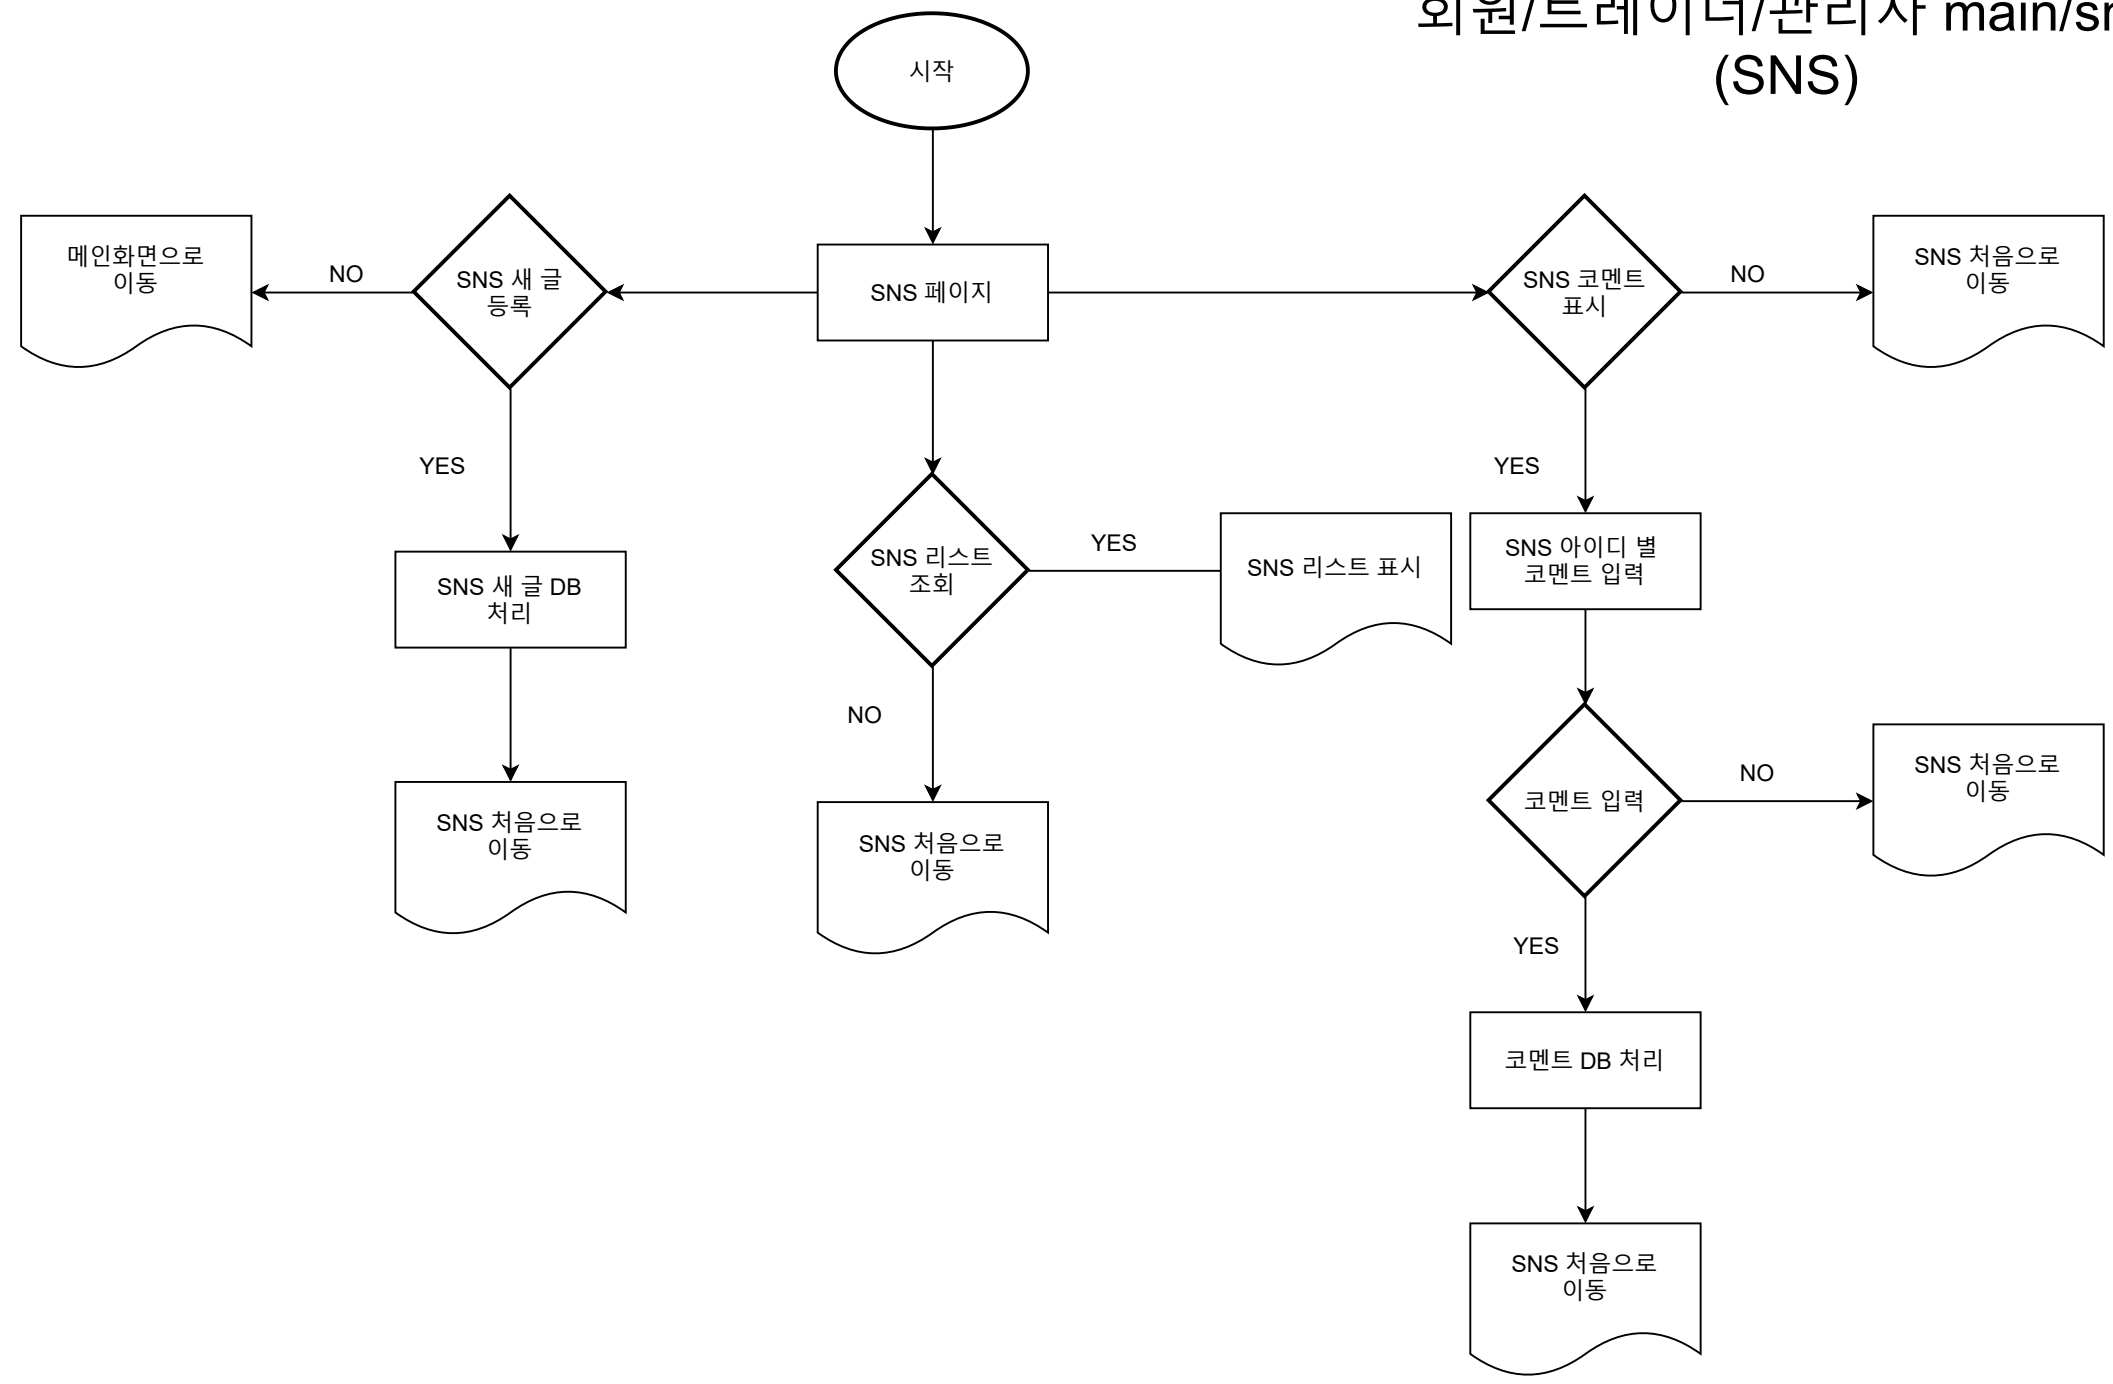 회원/트레이너/관리자 main/sn
(SNS)
시작
메인화면으로
이동
NO
SNS 새 글
등록
SNS 페이지
SNS 코멘트
표시
NO
SNS 처음으로
이동
YES
YES
SNS 리스트
조회
YES
SNS 리스트 표시
SNS 아이디 별
코멘트 입력
SNS 새 글 DB
처리
NO
NO
코멘트 입력
SNS 처음으로
이동
SNS 처음으로
이동
SNS 처음으로
이동
YES
코멘트 DB 처리
SNS 처음으로
이동